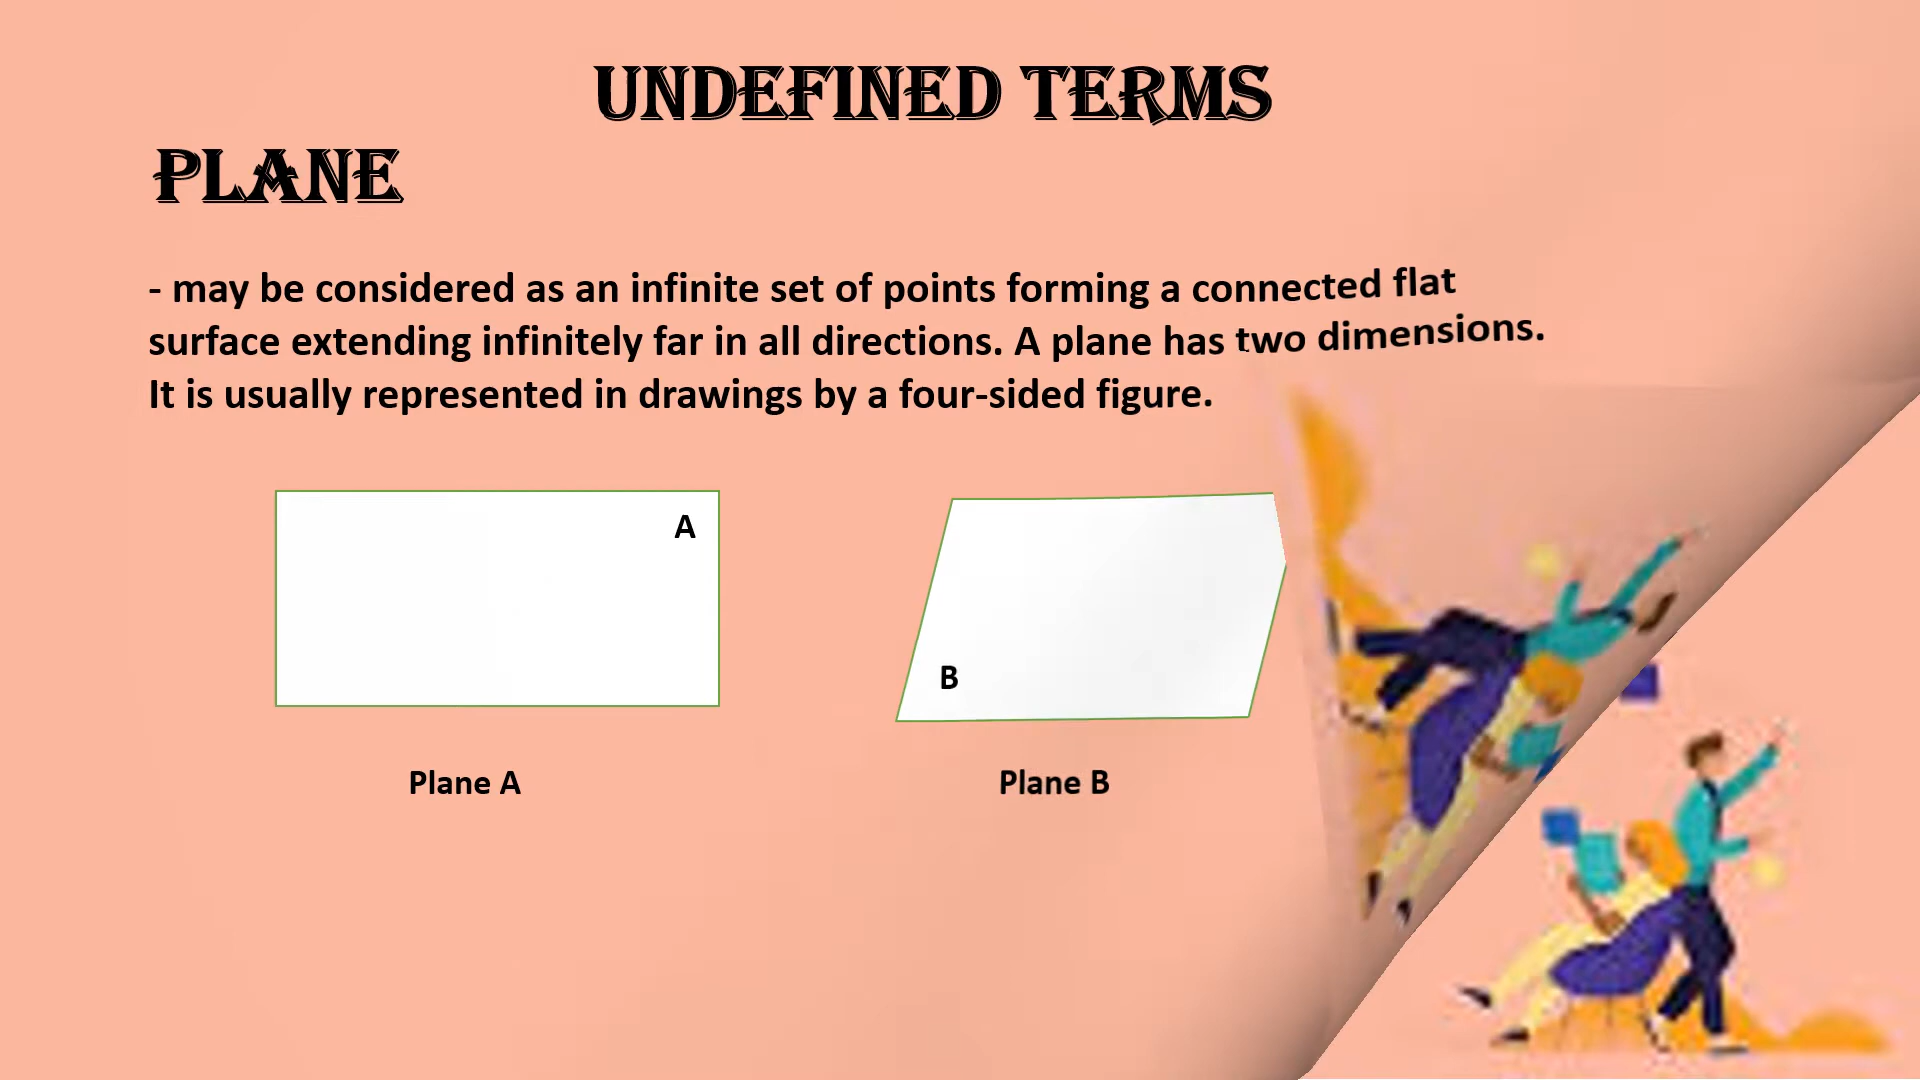 UNDEFINED TERMS
PLANE
- may be considered as an infinite set of points forming a connected flat
surface extending infinitely far in all directions. A plane has two dimensions.
It is usually represented in drawings by a four-sided figure.
A
B
Plane A
Plane B